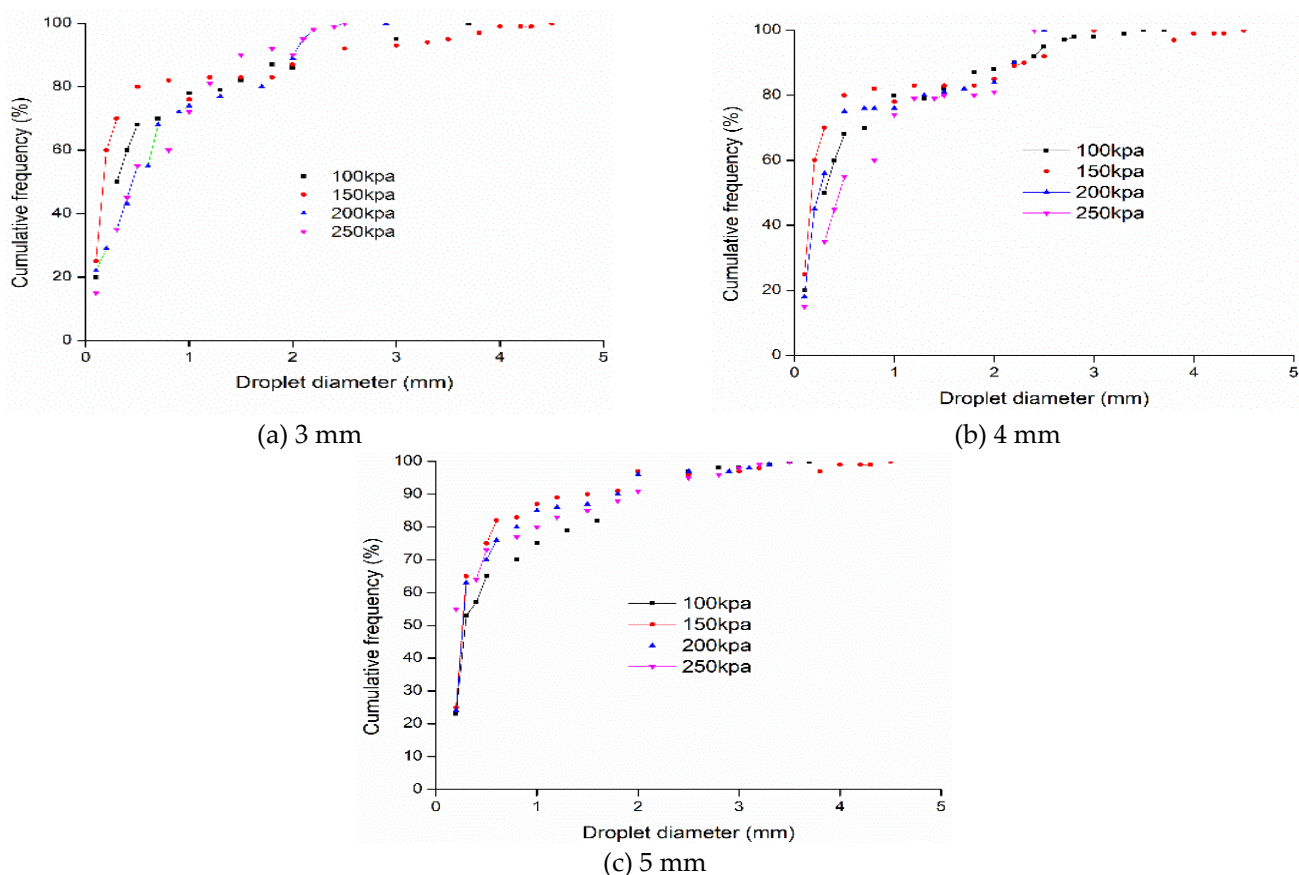 Cumulative frequency (%)
100
80
60
40
20
0
100kpa
150kpa
200kpa
250kpa
0 1 2 3 4 5
Droplet diameter (mm)
(a) 3 mm
Cumulative frequency (%)
100
80
60
40
20
0
100kpa
150kpa
200kpa
250kpa
0 1 2 3 4 5
Droplet diameter (mm)
(b) 4 mm
Cumulative frequency (%)
100
90
80
70
60
50
40
30
20
10
0
100kpa
150kpa
200kpa
250kpa
0 1 2 3 4 5
Droplet diameter (mm)
(c) 5 mm